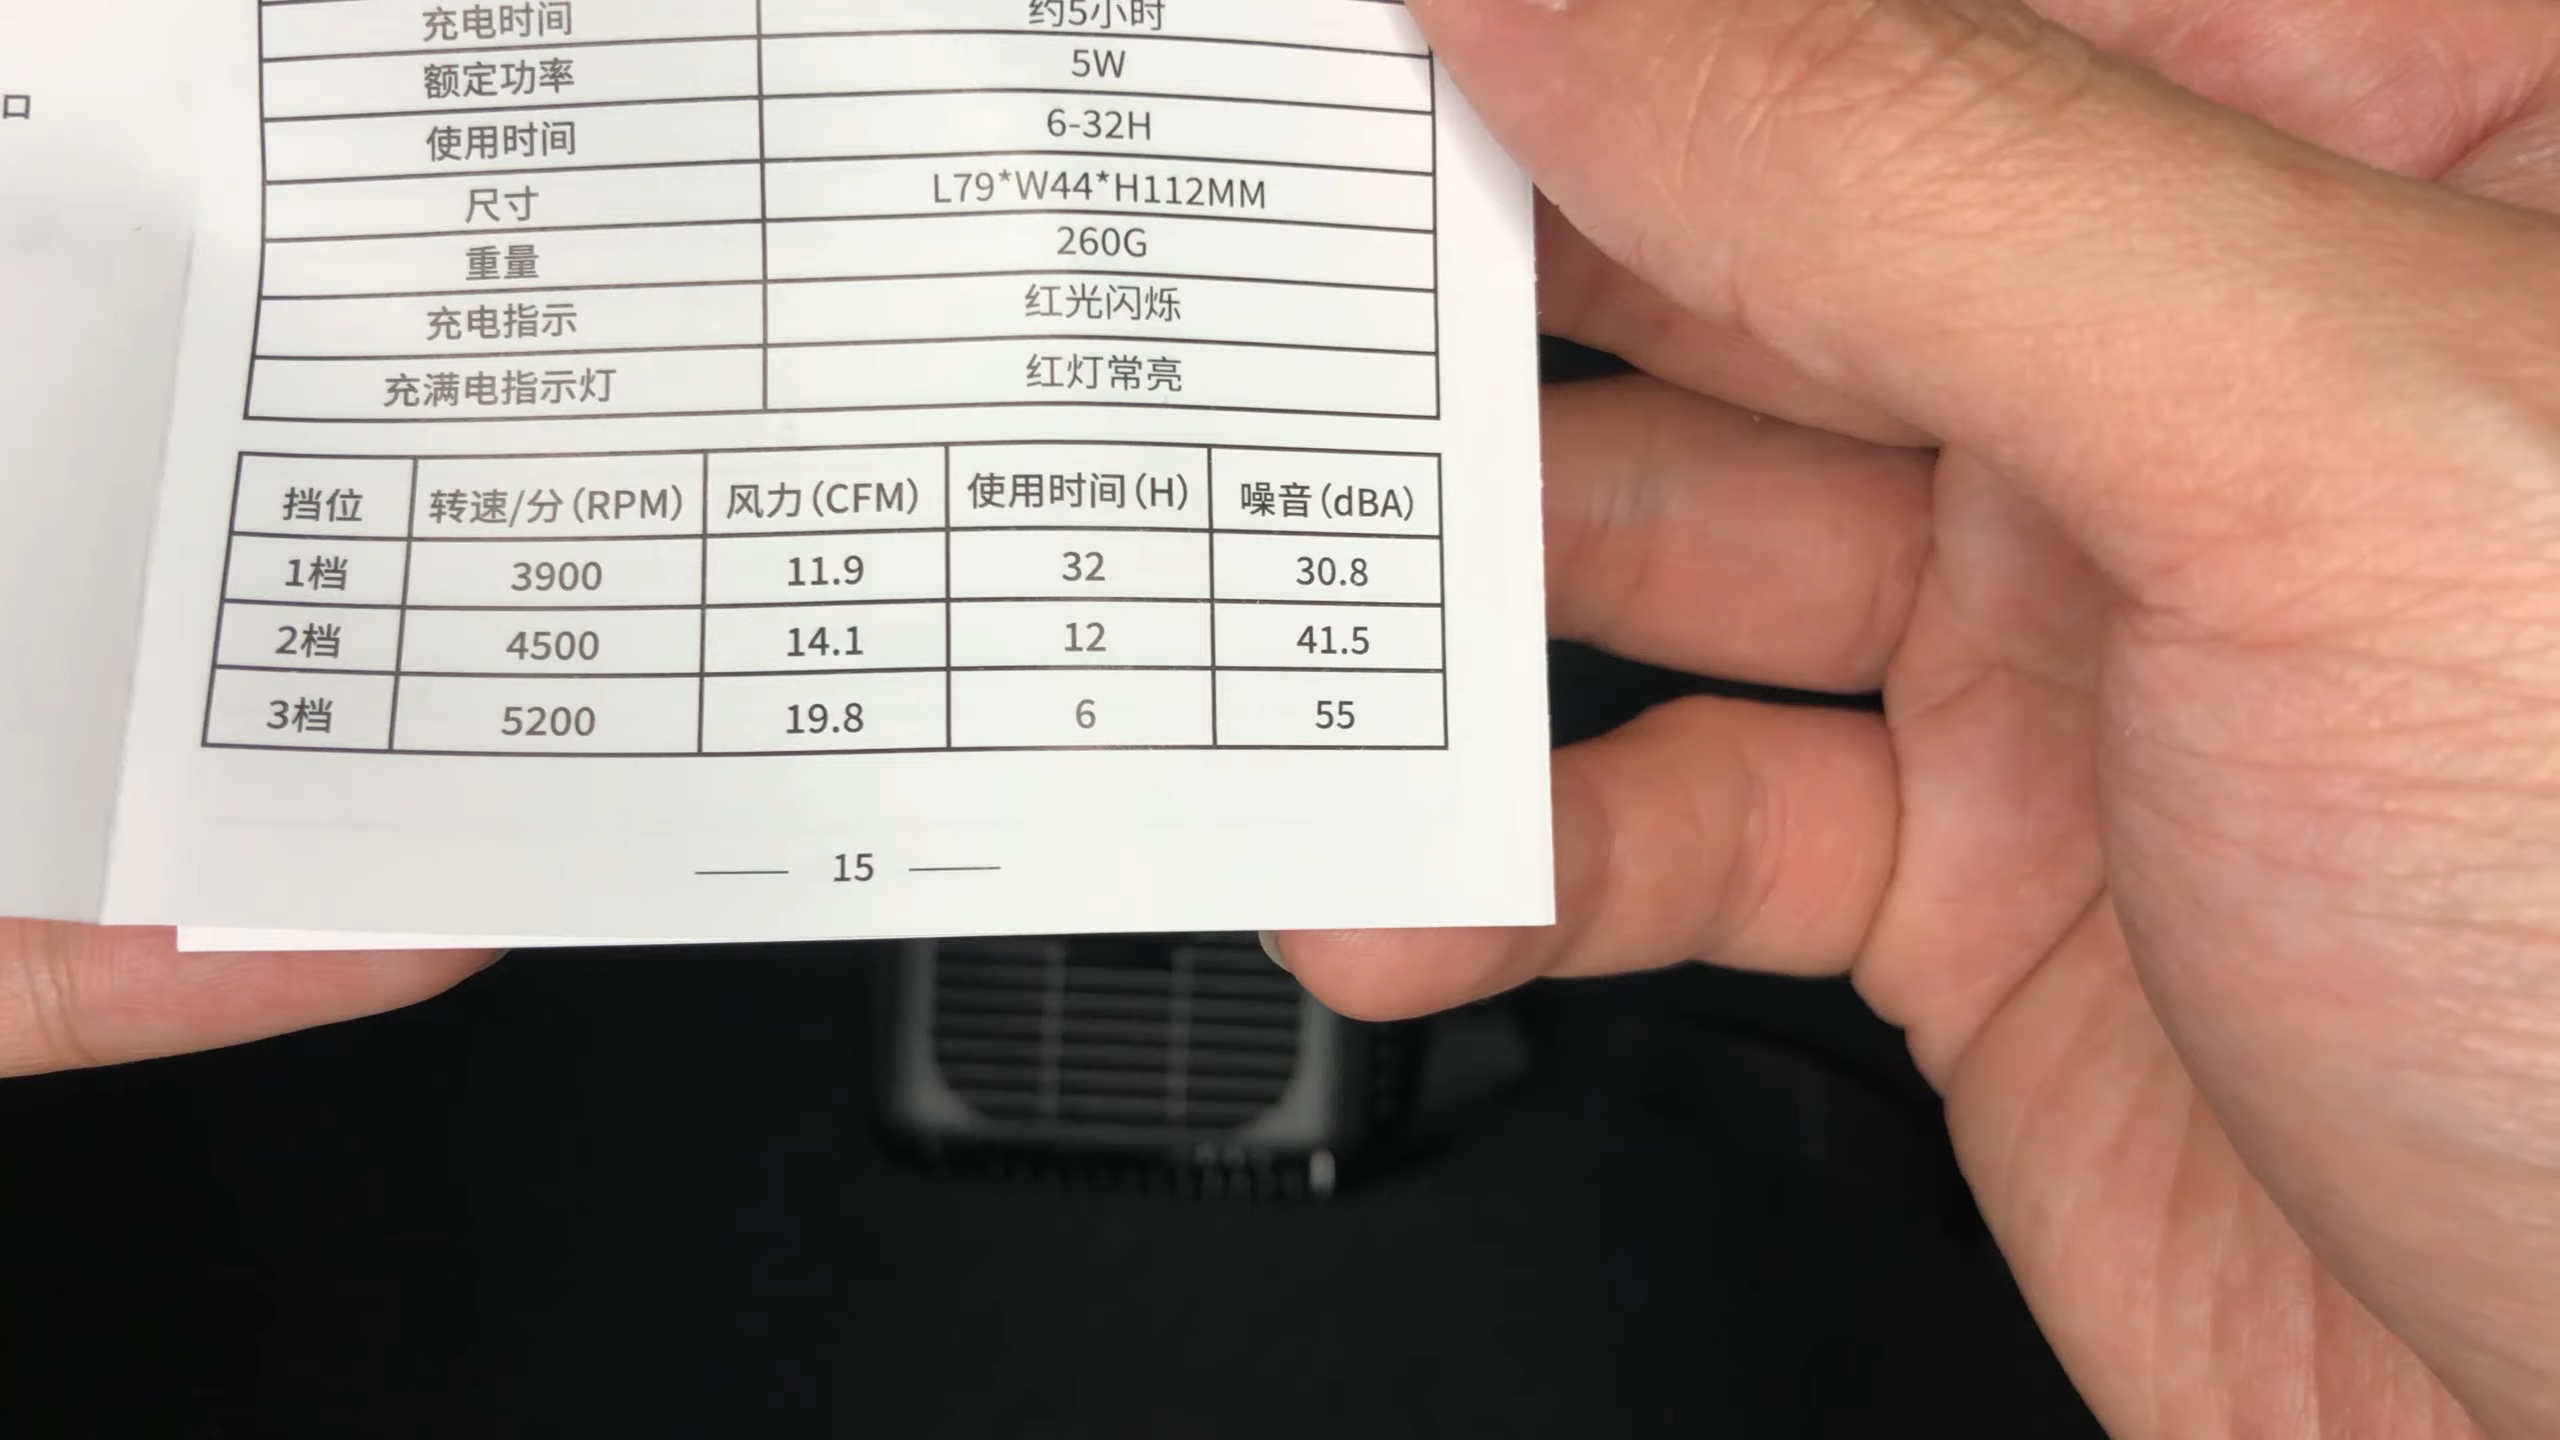 充电时间 约5小时
额定功率 5W
使用时间 6-32H
尺寸 L79*W44*H112MM
重量 260G
充电指示 红光闪烁
充满电指示灯 红灯常亮
口
挡位 转速/分(RPM) 风力(CFM) 使用时间(H) 噪音(dBA)
1档 3900 11.9 32 30.8
2档 4500 14.1 12 41.5
3档 5200 19.8 6 55
15